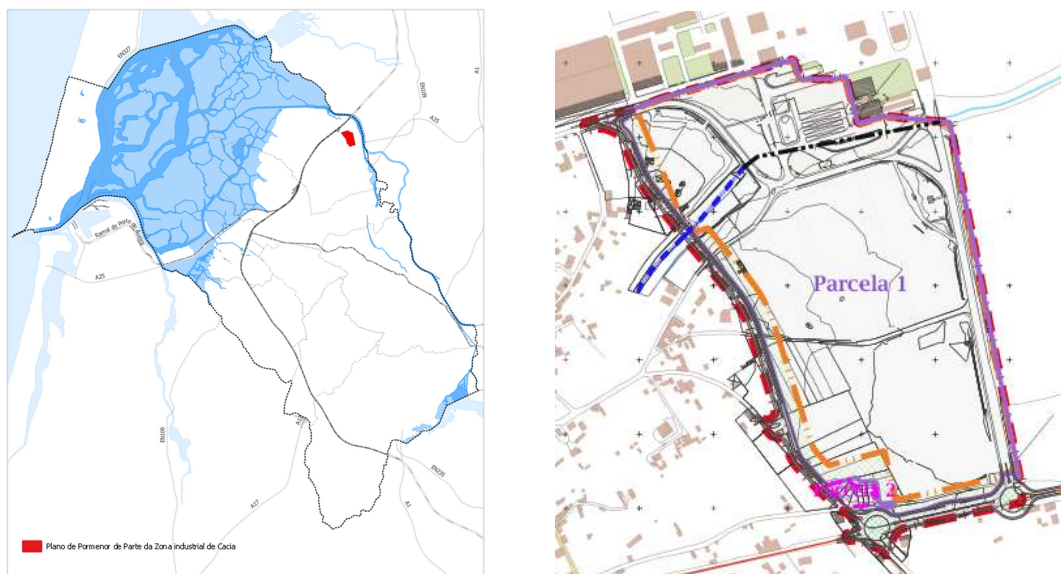 EN327
A1
EN109
A25
Ramal do Porto de Aveiro
A25
EN109
A17
A1
EN235
Plano de Pormenor de Parte da Zona industrial de Cacia
Parcela 1
Parcela 2